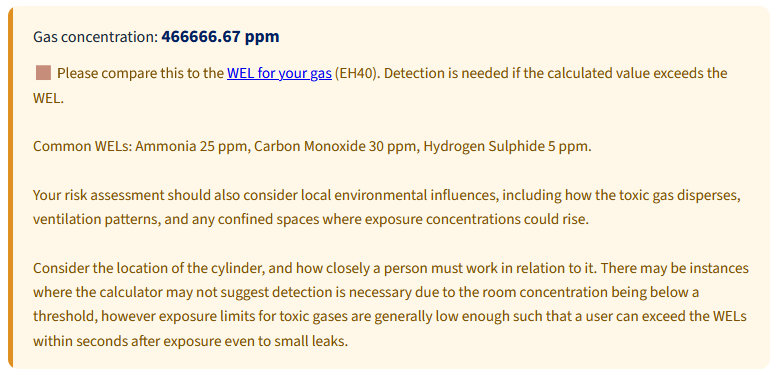 Gas concentration: 466666.67 ppm
Please compare this to the WEL for your gas (EH40). Detection is needed if the calculated value exceeds the
WEL.
Common WELs: Ammonia 25 ppm, Carbon Monoxide 30 ppm, Hydrogen Sulphide 5 ppm.
Your risk assessment should also consider local environmental influences, including how the toxic gas disperses,
ventilation patterns, and any confined spaces where exposure concentrations could rise.
Consider the location of the cylinder, and how closely a person must work in relation to it. There may be instances
where the calculator may not suggest detection is necessary due to the room concentration being below a
threshold, however exposure limits for toxic gases are generally low enough such that a user can exceed the WELs
within seconds after exposure even to small leaks.